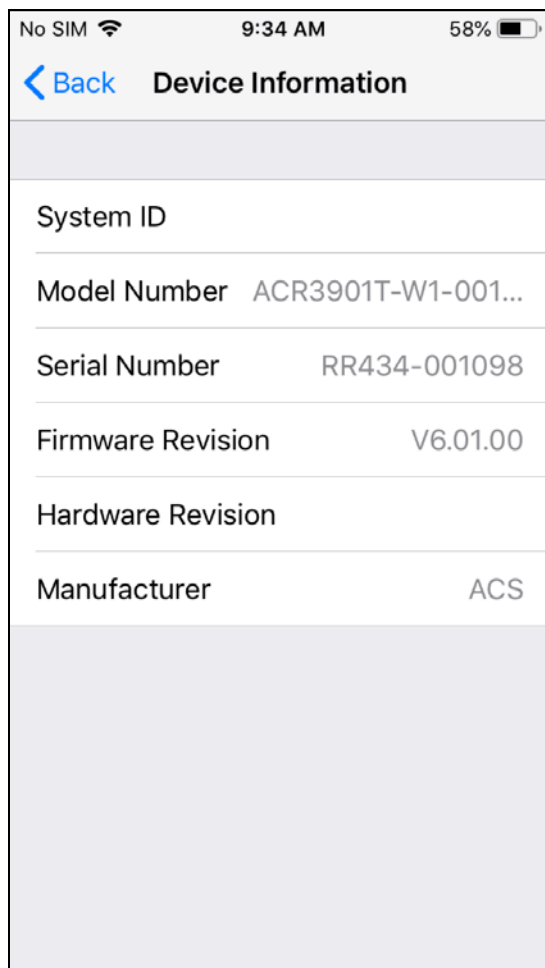 No SIM 9:34 AM 58%
Back Device Information
System ID
Model Number ACR3901T-W1-001...
Serial Number RR434-001098
Firmware Revision V6.01.00
Hardware Revision
Manufacturer ACS